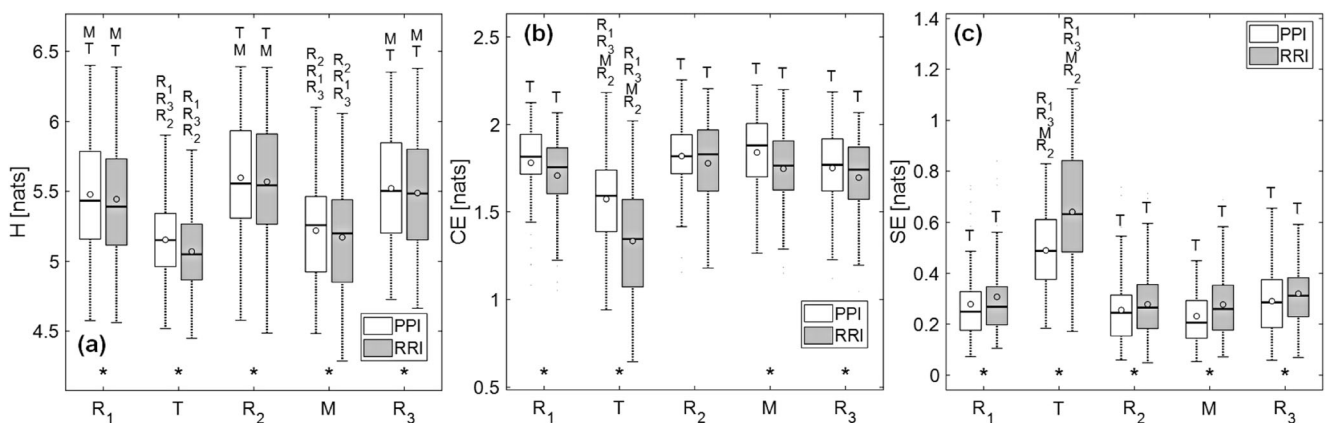 (a)
H [nats]
6.5
6
5.5
5
4.5
M M
T T
R1 R1
R3 R3
R2 R2
T T
M M
R2 R2
R1 R1
R3 R3
M M
T T
PPI
RRI
* * * * *
R1 T R2 M R3
(b)
CE [nats]
2.5
2
1.5
1
0.5
T T
R1 R1
R3 R3
M M
R2 R2
T T
T T
T T
PPI
RRI
* * * *
R1 T R2 M R3
(c)
SE [nats]
1.4
1.2
1
0.8
0.6
0.4
0.2
0
T T
R1 R1
R3 R3
M M
R2 R2
T T
T T
T T
PPI
RRI
* * * * *
R1 T R2 M R3